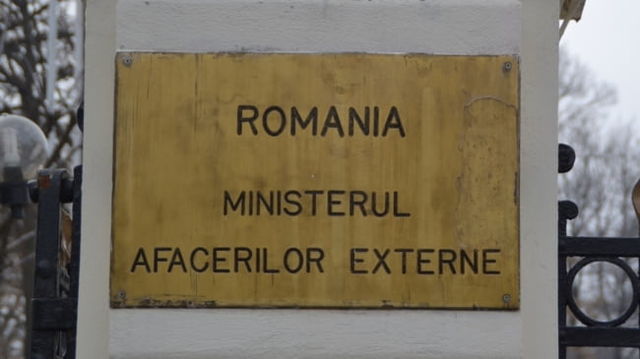 ROMANIA
MINISTERUL
AFACERILOR EXTERNE